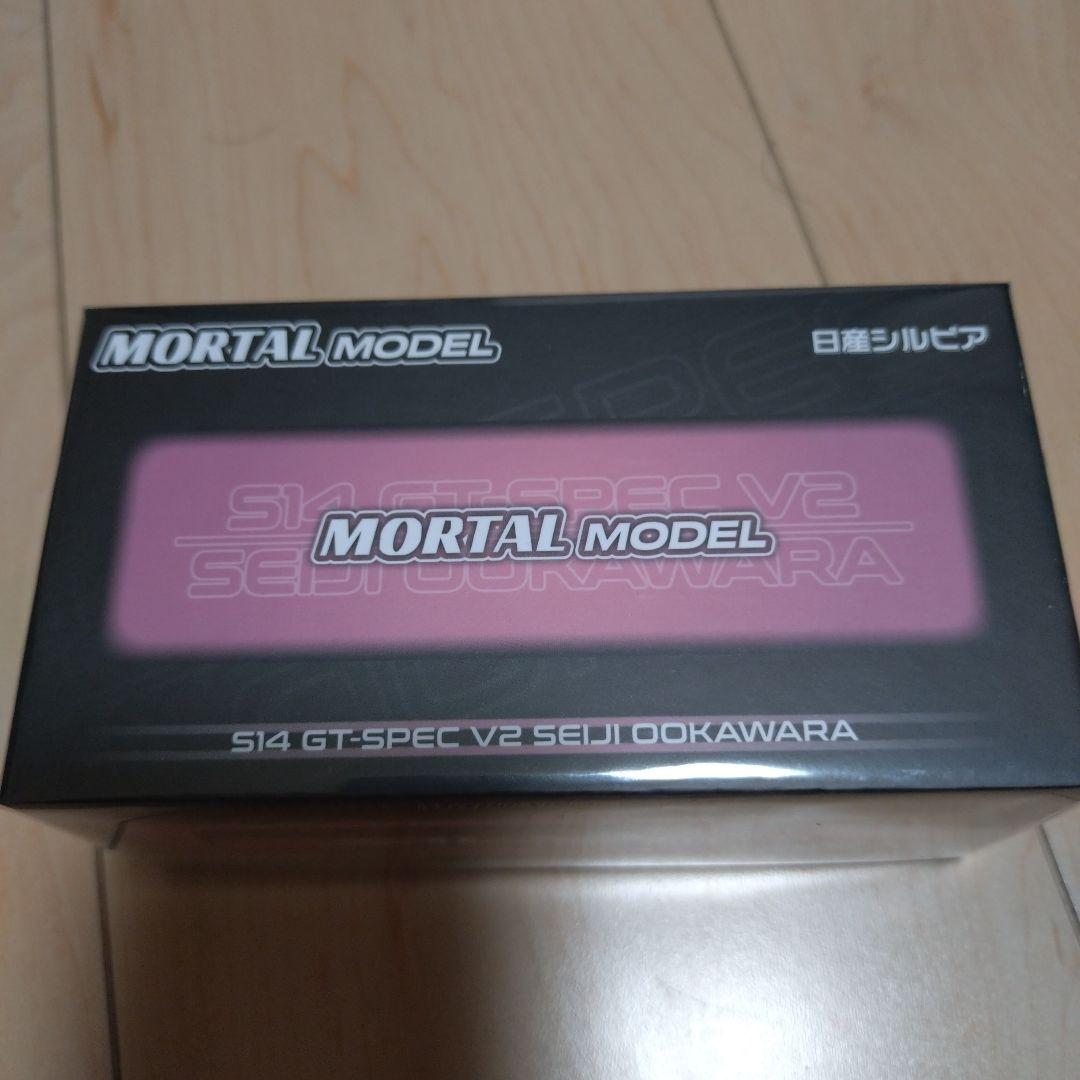 MORTAL MODEL
日産シルビア
S14 GT-SPEC V2
MORTAL MODEL
SEIJI OOKAWARA
S14 GT-SPEC V2 SEIJI OOKAWARA